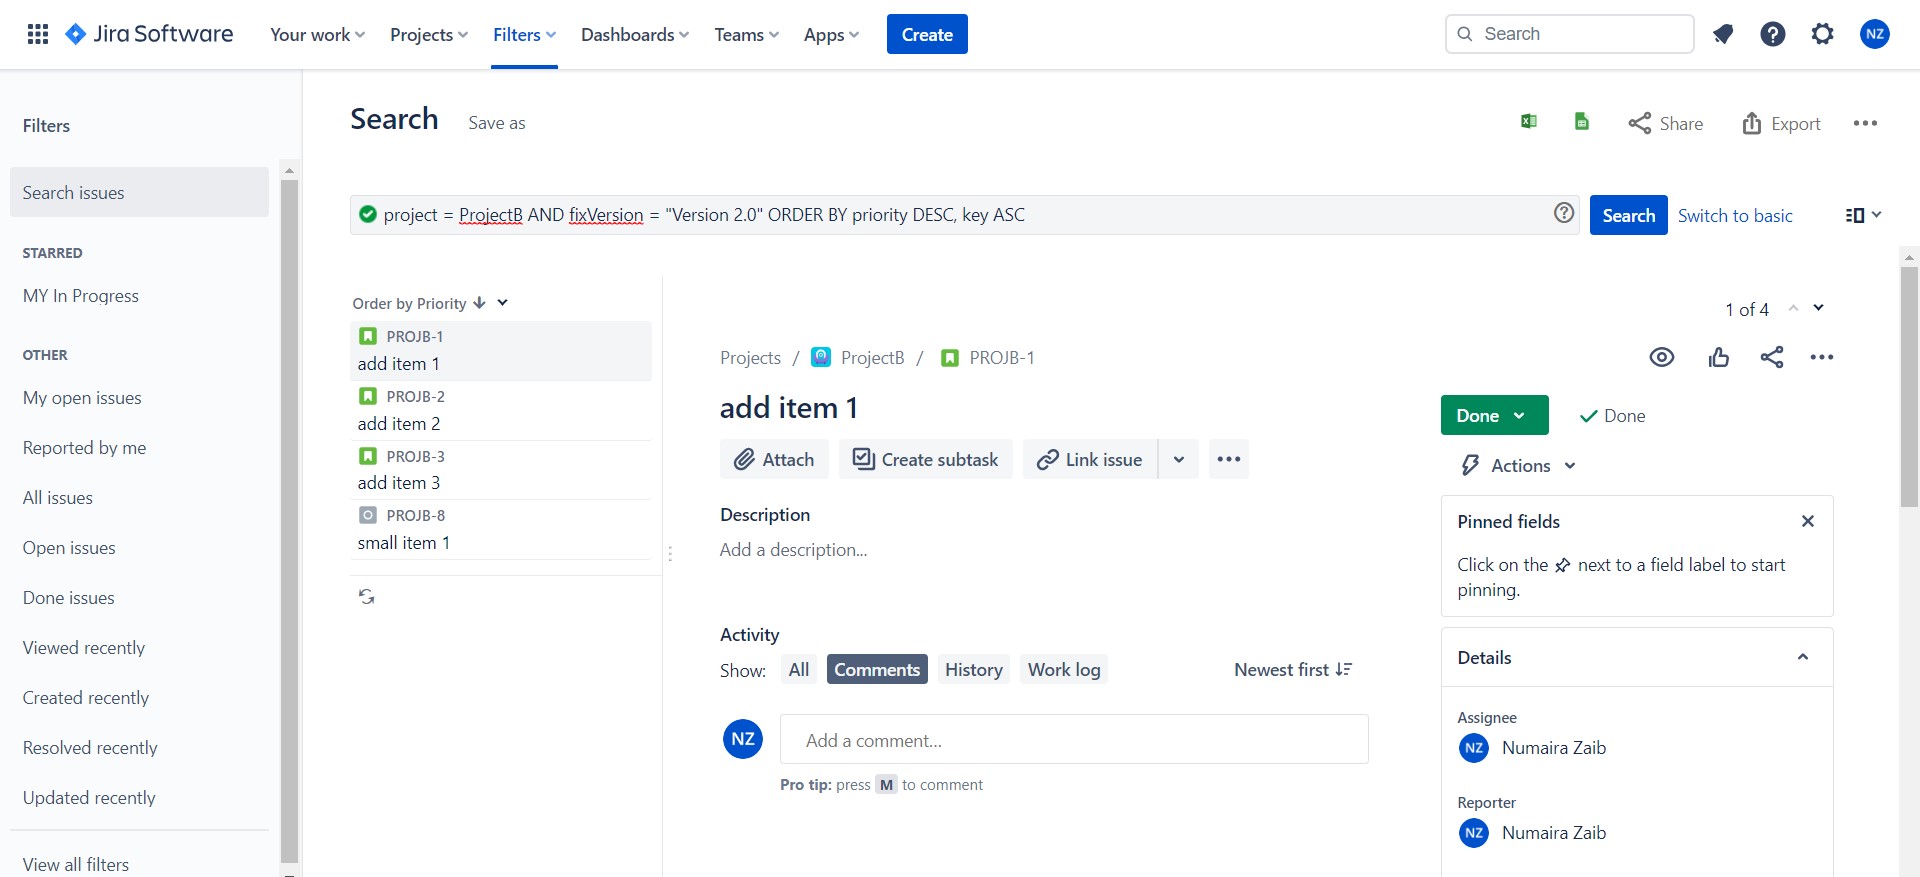 Jira Software
Your work
Projects
Filters
Dashboards
Teams
Apps
Create
Search
NZ
Filters
Search issues
STARRED
MY In Progress
OTHER
My open issues
Reported by me
All issues
Open issues
Done issues
Viewed recently
Created recently
Resolved recently
Updated recently
View all filters
Search
Save as
Share
Export
project = ProjectB AND fixVersion = "Version 2.0" ORDER BY priority DESC, key ASC
Search
Switch to basic
Order by Priority
PROJB-1
add item 1
PROJB-2
add item 2
PROJB-3
add item 3
PROJB-8
small item 1
1 of 4
Projects / ProjectB / PROJB-1
add item 1
Attach
Create subtask
Link issue
Description
Add a description...
Activity
Show:
All
Comments
History
Work log
Newest first
NZ
Add a comment...
Pro tip: press M to comment
Done
Done
Actions
Pinned fields
Click on the next to a field label to start
pinning.
Details
Assignee
NZ Numaira Zaib
Reporter
NZ Numaira Zaib